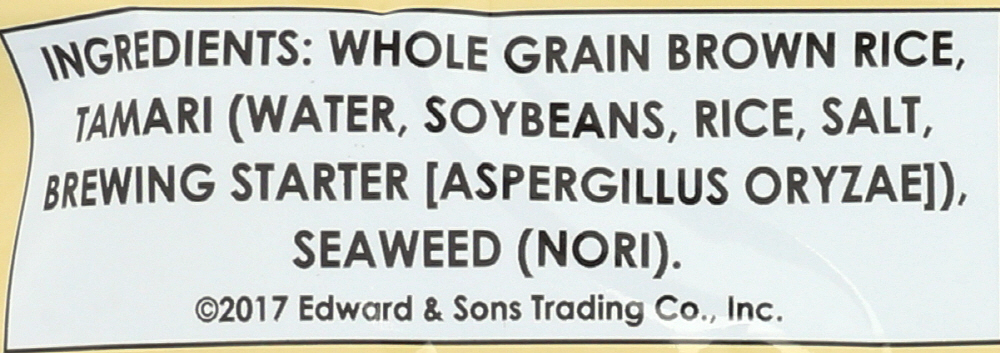 INGREDIENTS: WHOLE GRAIN BROWN RICE,
TAMARI (WATER, SOYBEANS, RICE, SALT,
BREWING STARTER [ASPERGILLUS ORYZAE]),
SEAWEED (NORI).
©2017 Edward & Sons Trading Co., Inc.